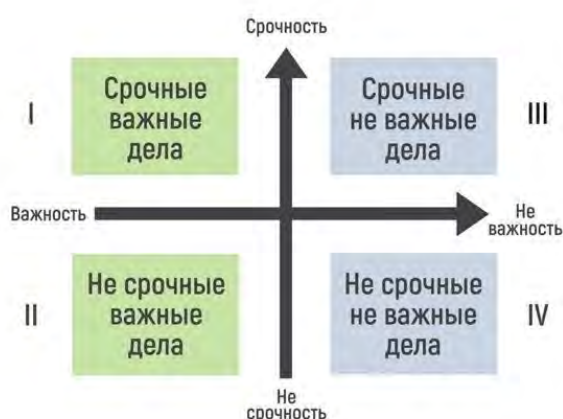 Срочность
I
Срочные
важные
дела
Срочные
не важные
дела
III
Важность
Не
важность
II
Не срочные
важные
дела
Не срочные
не важные
дела
IV
Не
срочность